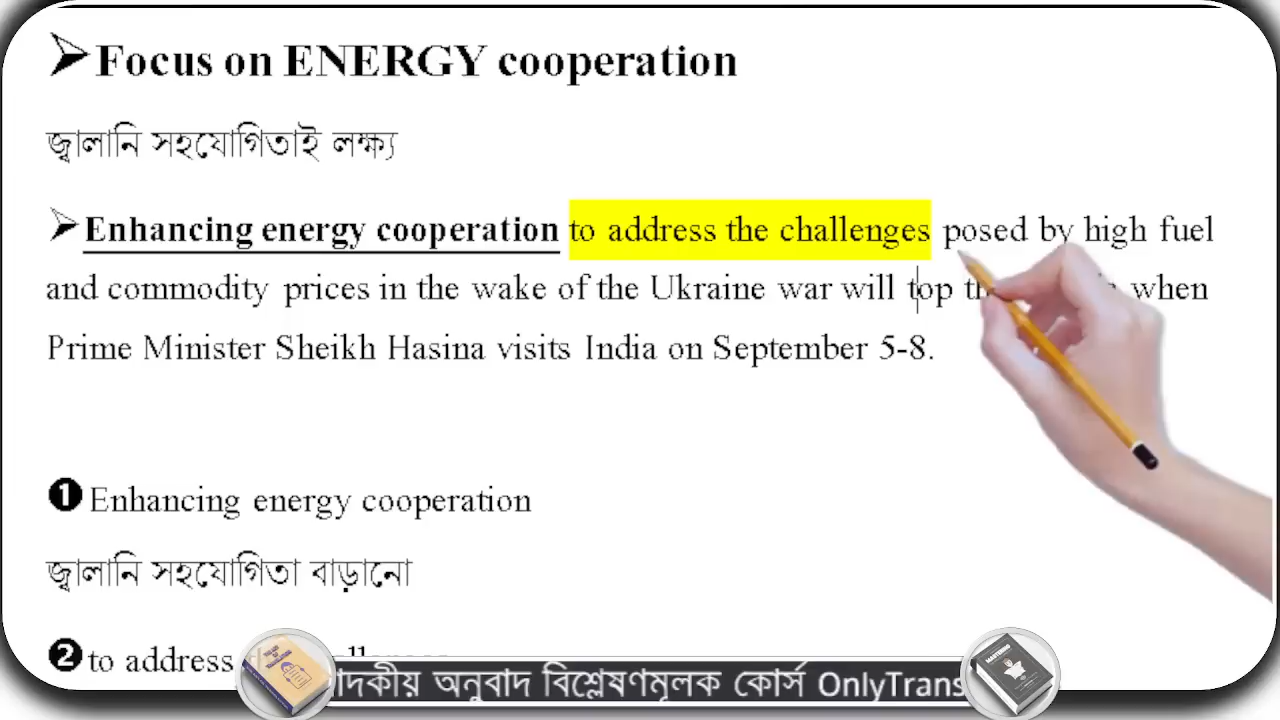 Focus on ENERGY cooperation
জ্বালানি সহযোগিতাই লক্ষ্য
Enhancing energy cooperation to address the challenges posed by high fuel
and commodity prices in the wake of the Ukraine war will top when
Prime Minister Sheikh Hasina visits India on September 5-8.
❶ Enhancing energy cooperation
জ্বালানি সহযোগিতা বাড়ানো
❷ to address
অনুবাদ বিশ্লেষণমূলক কোর্স OnlyTrans